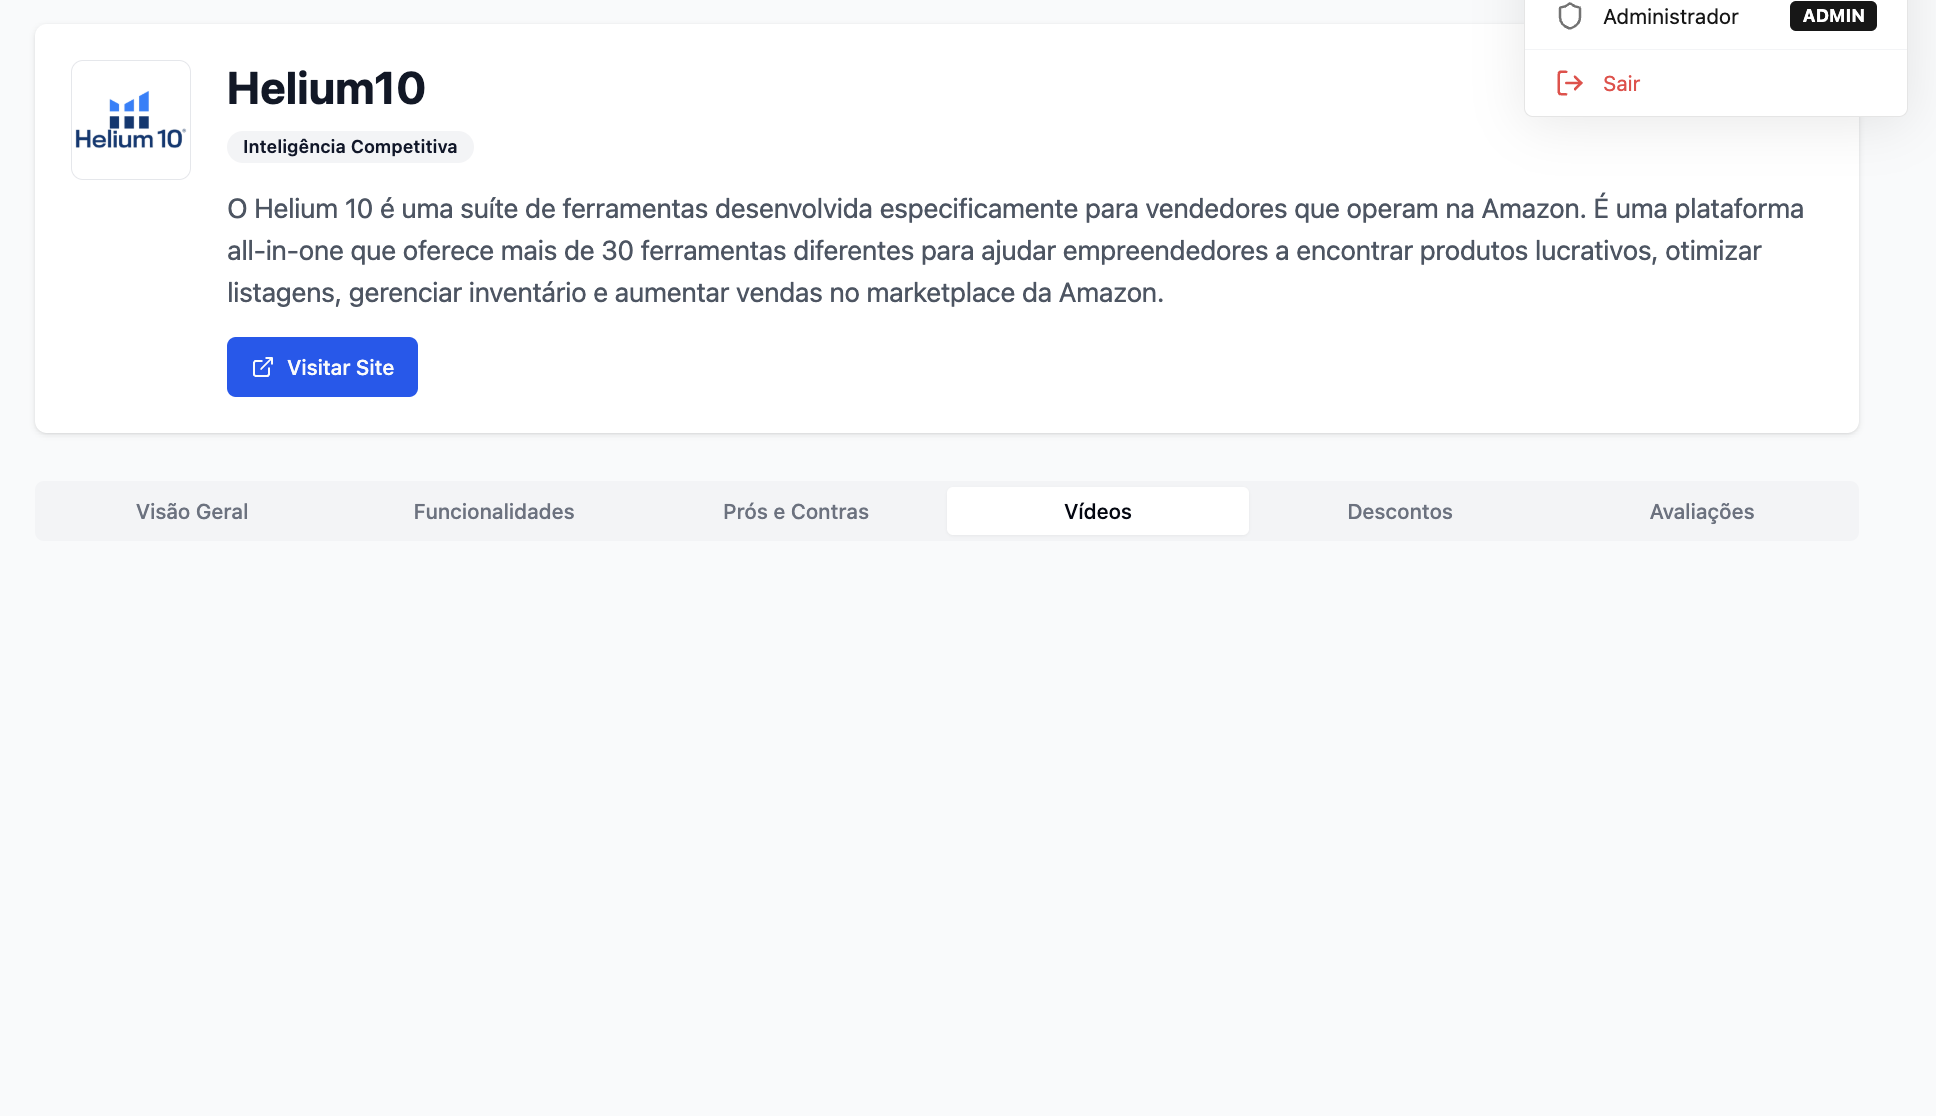 Administrador
ADMIN
Sair
Helium 10
Helium10
Inteligência Competitiva
O Helium 10 é uma suíte de ferramentas desenvolvida especificamente para vendedores que operam na Amazon. É uma plataforma
all-in-one que oferece mais de 30 ferramentas diferentes para ajudar empreendedores a encontrar produtos lucrativos, otimizar
listagens, gerenciar inventário e aumentar vendas no marketplace da Amazon.
Visitar Site
Visão Geral
Funcionalidades
Prós e Contras
Vídeos
Descontos
Avaliações